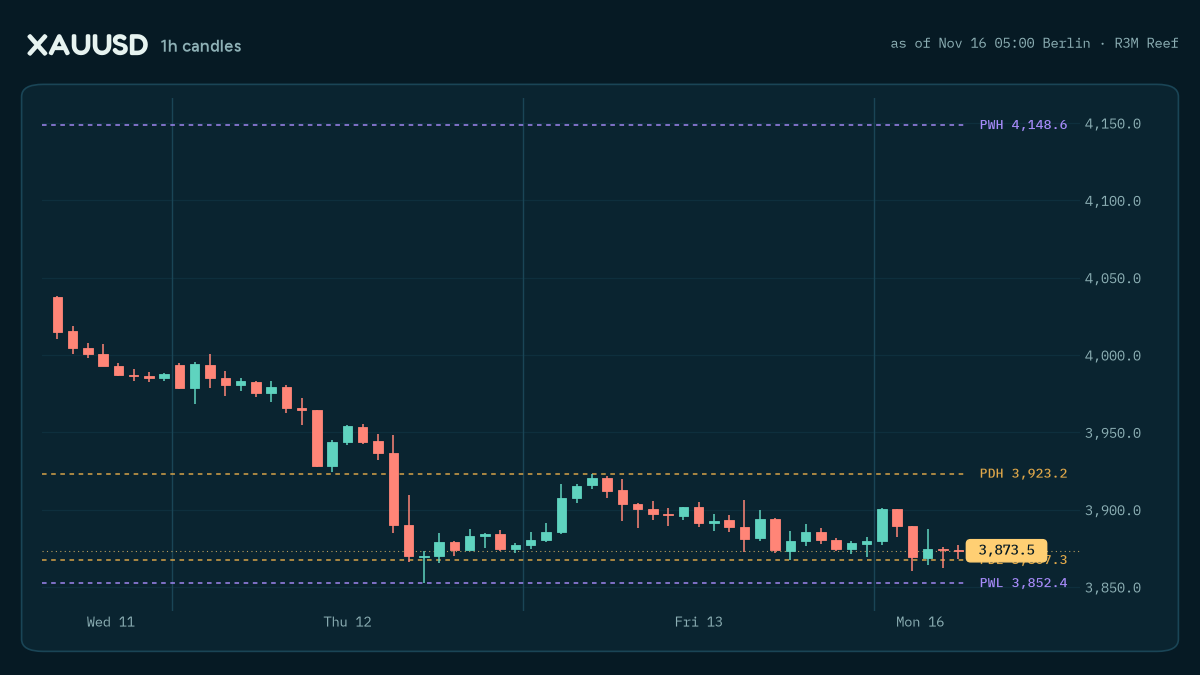 XAUUSD 1h candles
as of Nov 16 05:00 Berlin · R3M Reef
PWH 4,148.6 4,150.0
4,100.0
4,050.0
4,000.0
3,950.0
PDH 3,923.2
3,900.0
3,873.5
PWL 3,852.4 3,850.0
Wed 11 Thu 12 Fri 13 Mon 16